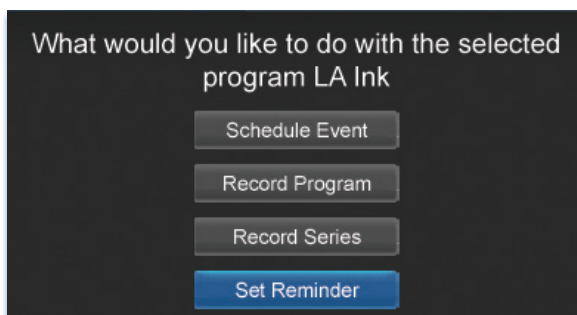 What would you like to do with the selected
program LA Ink
Schedule Event
Record Program
Record Series
Set Reminder